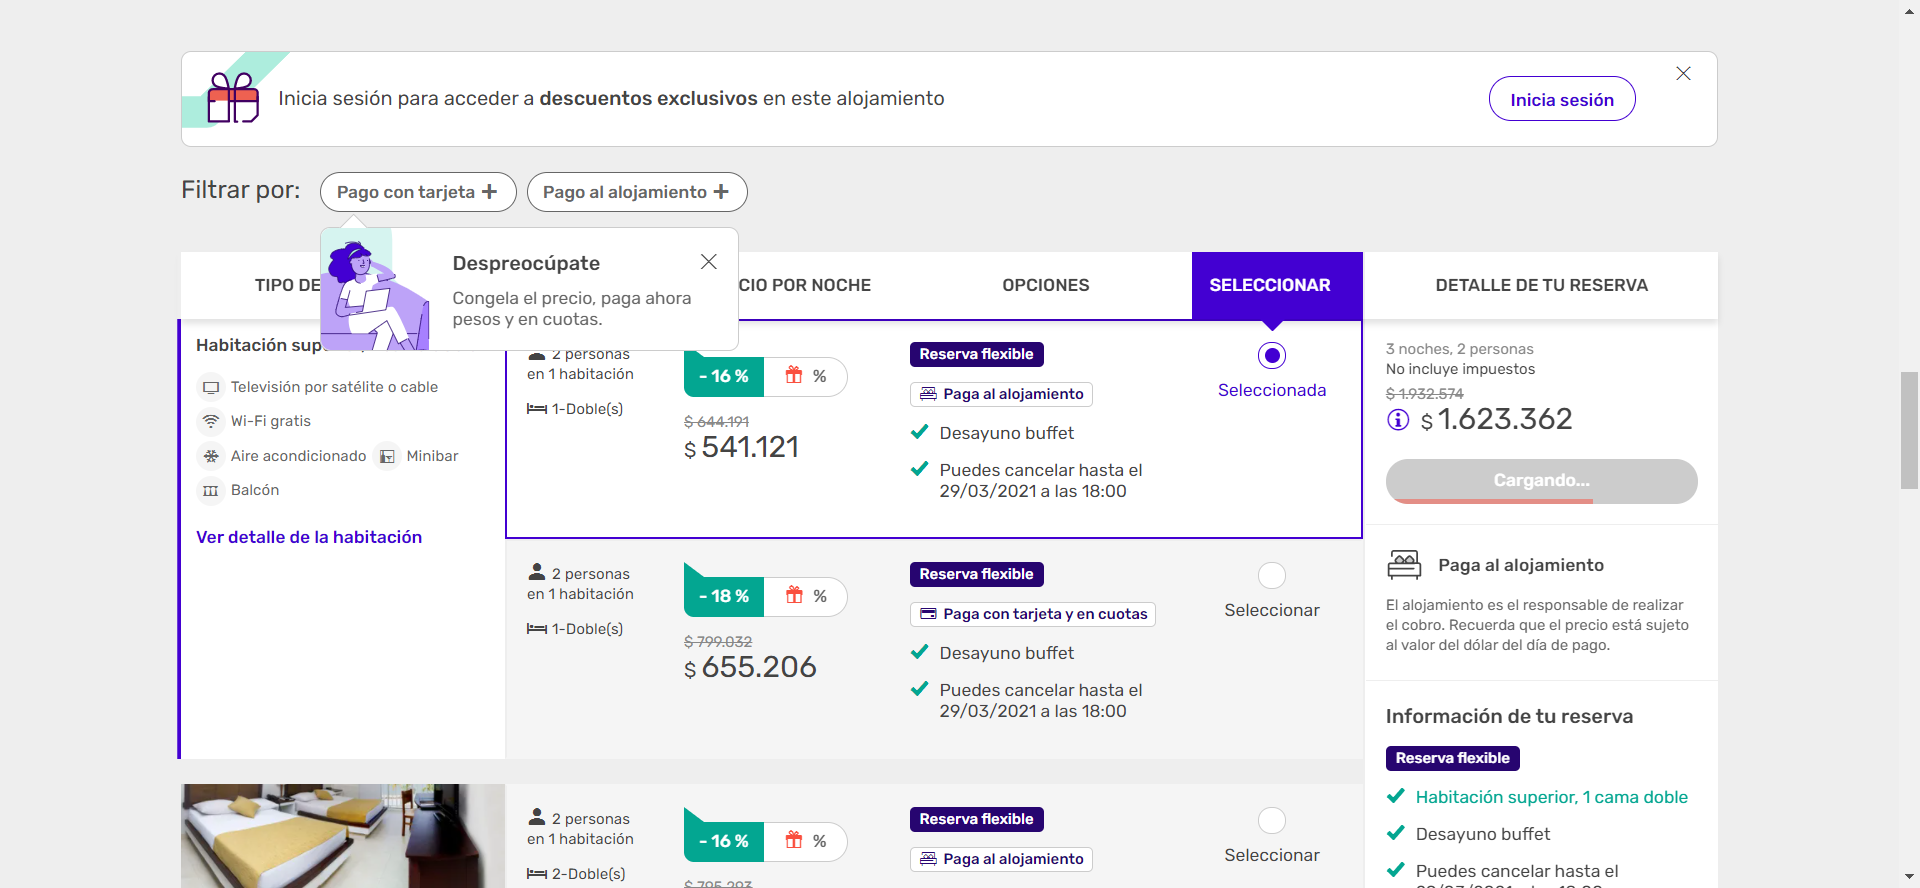 Inicia sesión para acceder a descuentos exclusivos en este alojamiento
Inicia sesión
Filtrar por:
Pago con tarjeta +
Pago al alojamiento +
Despreocúpate
Congela el precio, paga ahora
pesos y en cuotas.
TIPO DE
CIO POR NOCHE
OPCIONES
SELECCIONAR
DETALLE DE TU RESERVA
Habitación sup
Televisión por satélite o cable
Wi-Fi gratis
Aire acondicionado
Minibar
Balcón
Ver detalle de la habitación
2 personas
en 1 habitación
1-Doble(s)
- 16 %
%
$ 644.191
$ 541.121
Reserva flexible
Paga al alojamiento
Desayuno buffet
Puedes cancelar hasta el
29/03/2021 a las 18:00
Seleccionada
2 personas
en 1 habitación
1-Doble(s)
- 18 %
%
$ 799.032
$ 655.206
Reserva flexible
Paga con tarjeta y en cuotas
Desayuno buffet
Puedes cancelar hasta el
29/03/2021 a las 18:00
Seleccionar
2 personas
en 1 habitación
2-Doble(s)
- 16 %
%
$ 795.293
Reserva flexible
Paga al alojamiento
Seleccionar
3 noches, 2 personas
No incluye impuestos
$ 1.932.574
$ 1.623.362
Cargando...
Paga al alojamiento
El alojamiento es el responsable de realizar
el cobro. Recuerda que el precio está sujeto
al valor del dólar del día de pago.
Información de tu reserva
Reserva flexible
Habitación superior, 1 cama doble
Desayuno buffet
Puedes cancelar hasta el